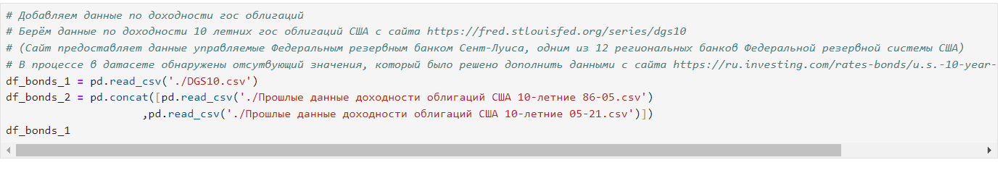 # Добавляем данные по доходности гос облигаций
# Берём данные по доходности 10 летних гос облигаций США с сайта https://fred.stlouisfed.org/series/dgs10
# (Сайт предоставляет данные управляемые Федеральным резервным банком Сент-Луиса, одним из 12 региональных банков Федеральной резервной системы США)
# В процессе в датасете обнаружены отсутвующий значения, который было решено дополнить данными с сайта https://ru.investing.com/rates-bonds/u.s.-10-year-
df_bonds_1 = pd.read_csv('./DGS10.csv')
df_bonds_2 = pd.concat([pd.read_csv('./Прошлые данные доходности облигаций США 10-летние 86-05.csv')
,pd.read_csv('./Прошлые данные доходности облигаций США 10-летние 05-21.csv')])
df_bonds_1